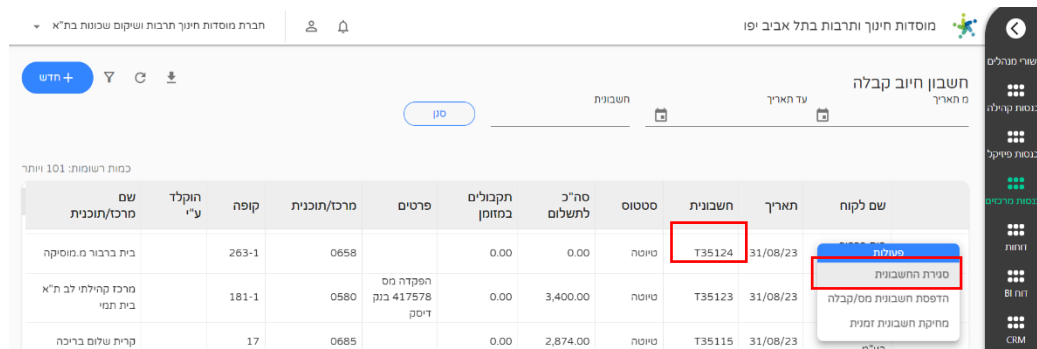 מוסדות חינוך ותרבות בתל אביב יפו
חברת מוסדות חינוך תרבות ושיקום שכונות בת"א
שורי מנהלים
כנסות קהילה
כנסות פיזיקל
כנסות מרכזים
דוחות
דוח BI
CRM
חשבון חיוב קבלה
+ חדש
מ תאריך
עד תאריך
חשבונית
סנן
כמות רשומות: 101 ויותר
שם לקוח תאריך חשבונית סטטוס סה"כ לתשלום תקבולים במזומן פרטים מרכז/תוכנית קופה הוקלד ע"י שם מרכז/תוכנית
31/08/23 T35124 טיוטה 0.00 0.00 0658 263-1 בית ברבור מ.מוסיקה
31/08/23 T35123 טיוטה 3,400.00 0.00 הפקדה מס 417578 בנק דיסק 0580 181-1 מרכז קהילתי לב ת"א בית תמי
31/08/23 T35115 טיוטה 2,874.00 0.00 0685 17 קרית שלום בריכה
פעולות
סגירת החשבונית
הדפסת חשבונית מס/קבלה
מחיקת חשבונית זמנית